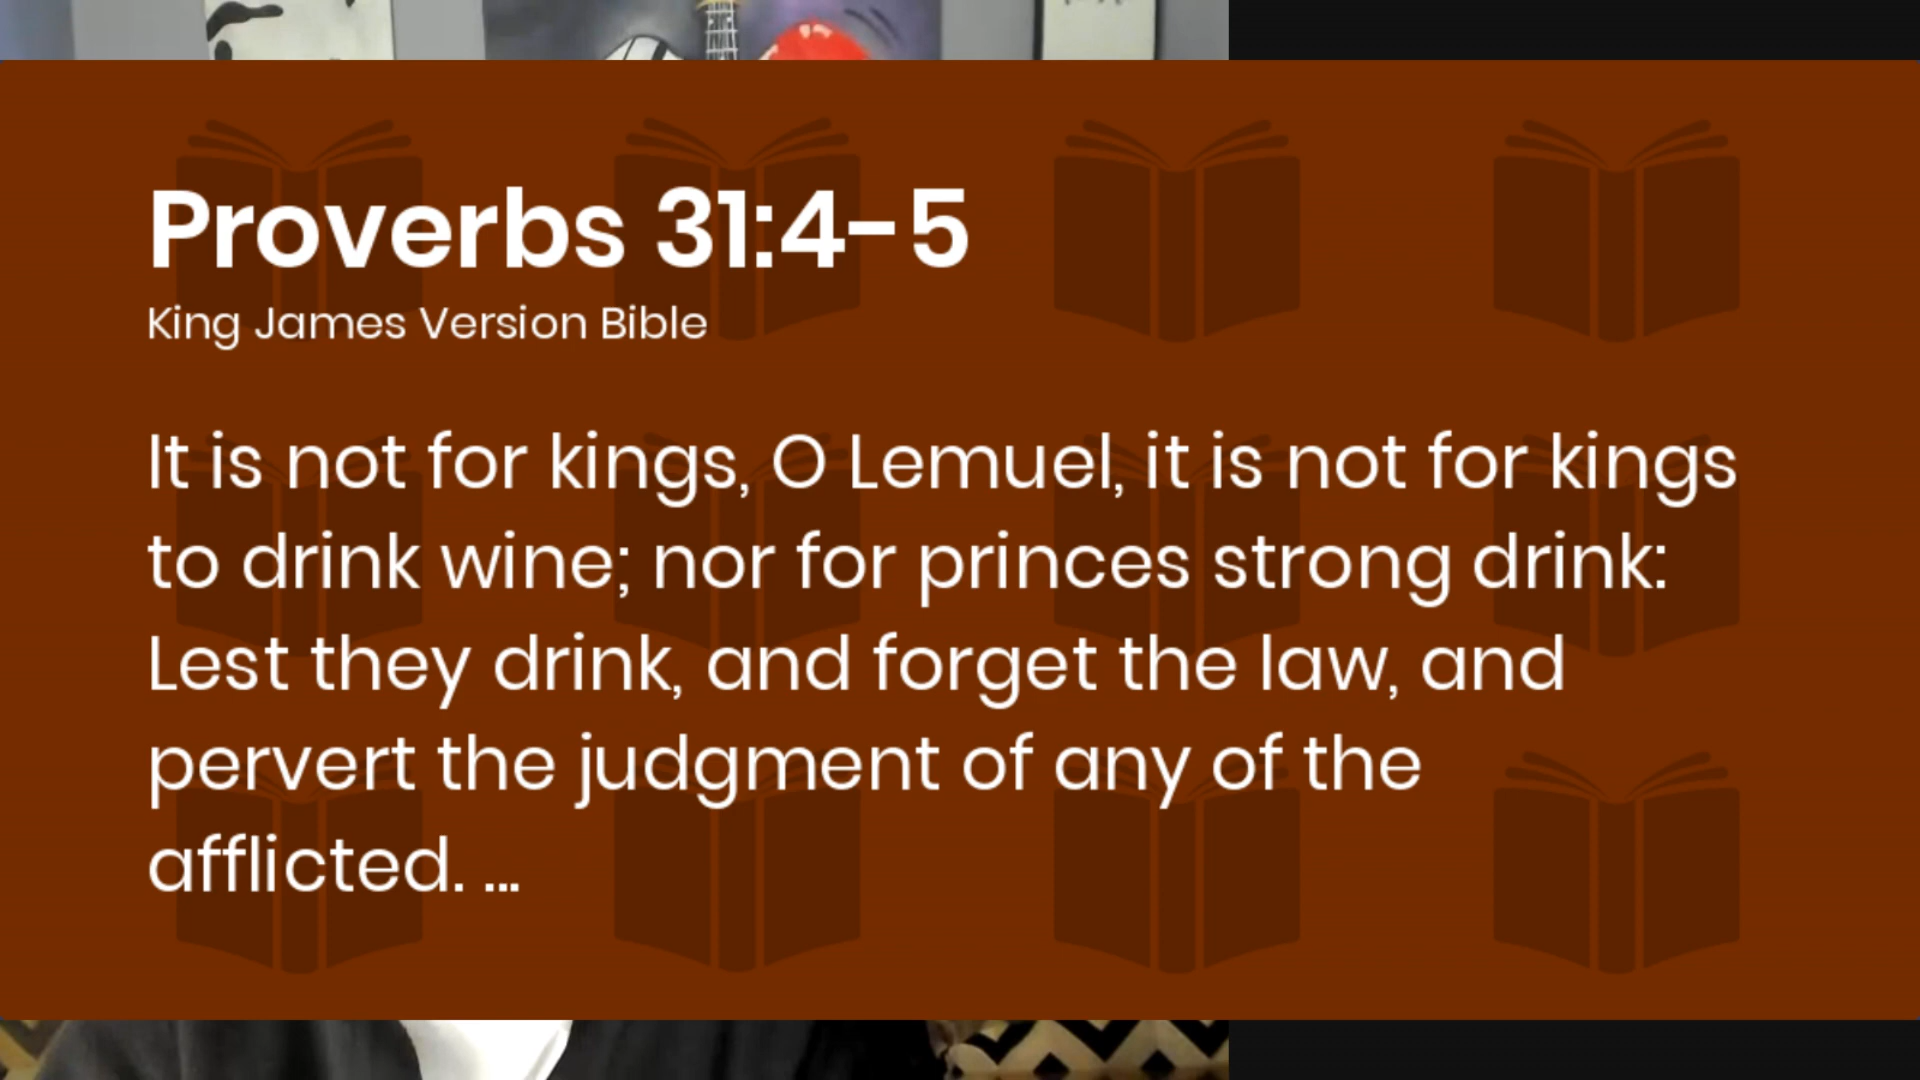 Proverbs 31:4-5
King James Version Bible
It is not for kings, O Lemuel, it is not for kings
to drink wine; nor for princes strong drink:
Lest they drink, and forget the law, and
pervert the judgment of any of the
afflicted. ...